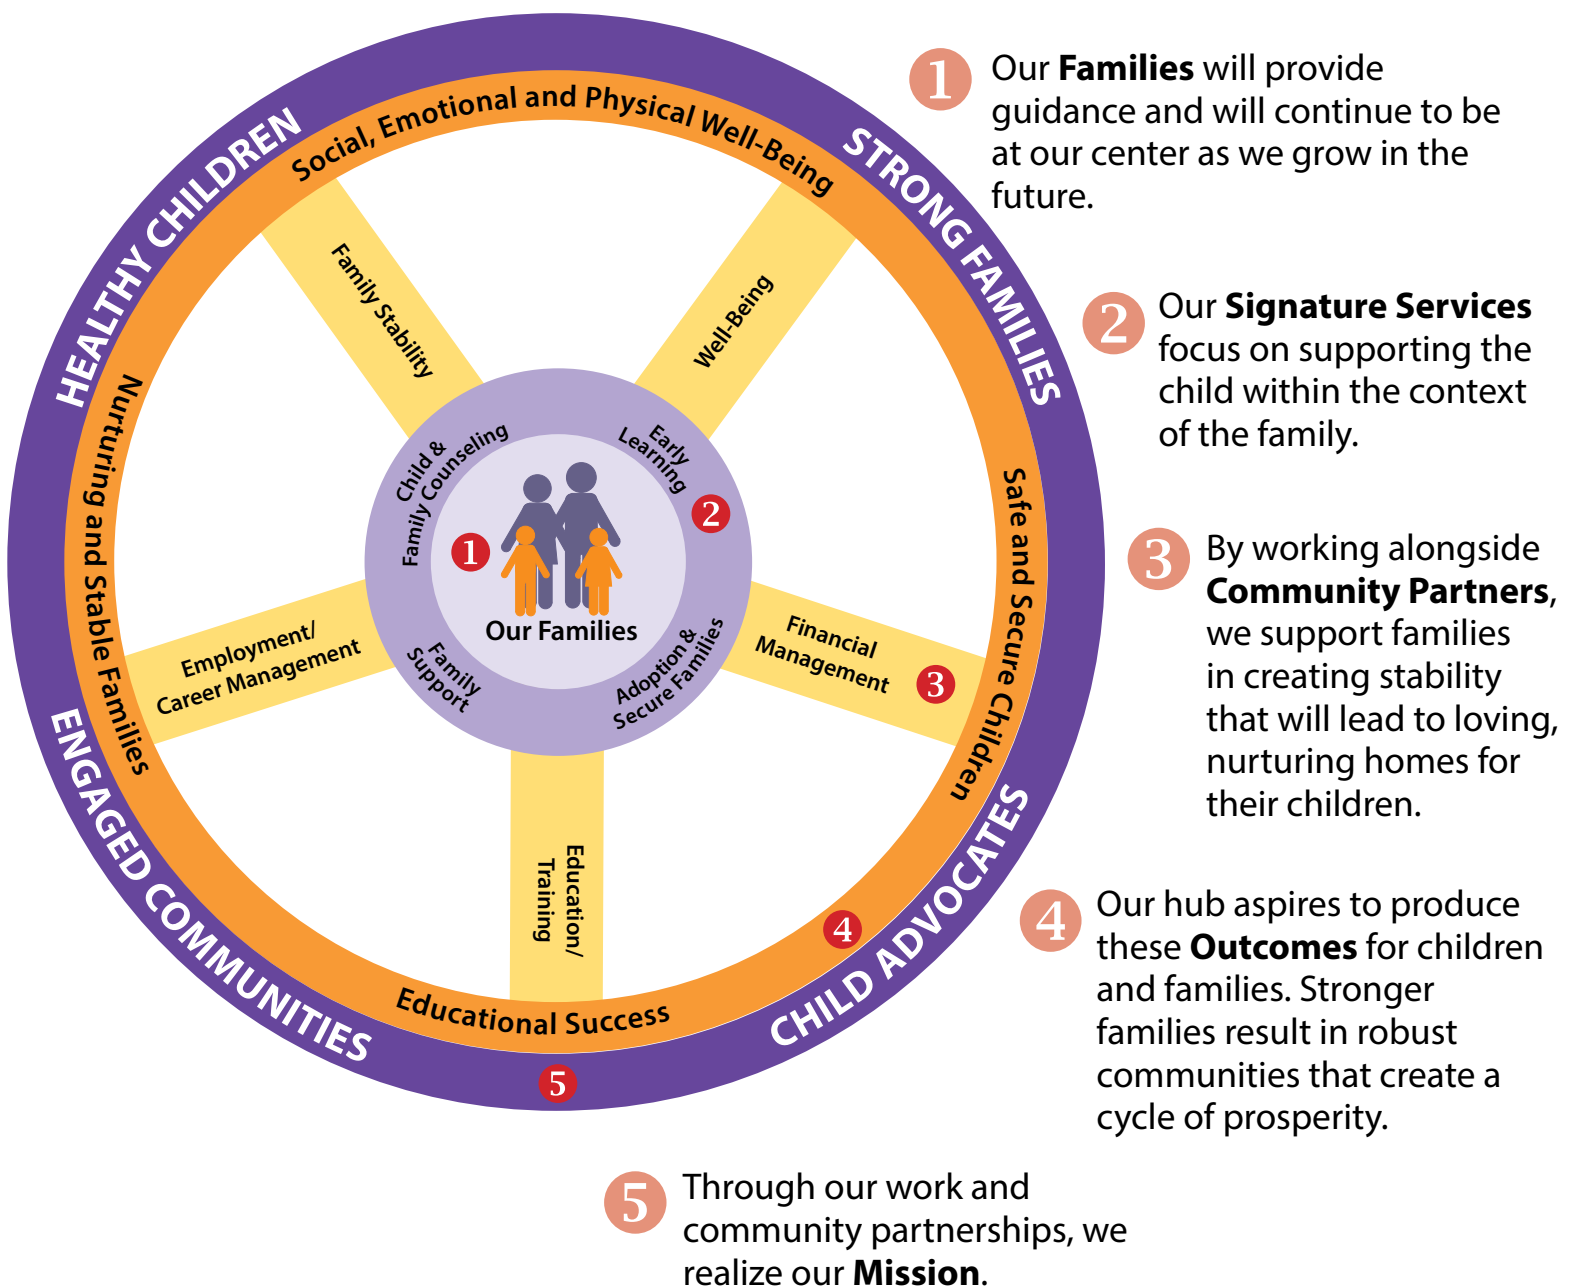 HEALTHY CHILDREN
STRONG FAMILIES
CHILD ADVOCATES
ENGAGED COMMUNITIES
Social, Emotional and Physical Well-Being
Safe and Secure Children
Educational Success
Nurturing and Stable Families
Family Stability
Well-Being
Financial
Management
3
Education/
Training
Employment/
Career Management
Child &
Family Counseling
Early
Learning
2
Adoption &
Secure Families
Family
Support
1
Our Families
4
5
1
Our Families will provide
guidance and will continue to be
at our center as we grow in the
future.
2
Our Signature Services
focus on supporting the
child within the context
of the family.
3
By working alongside
Community Partners,
we support families
in creating stability
that will lead to loving,
nurturing homes for
their children.
4
Our hub aspires to produce
these Outcomes for children
and families. Stronger
families result in robust
communities that create a
cycle of prosperity.
5
Through our work and
community partnerships, we
realize our Mission.